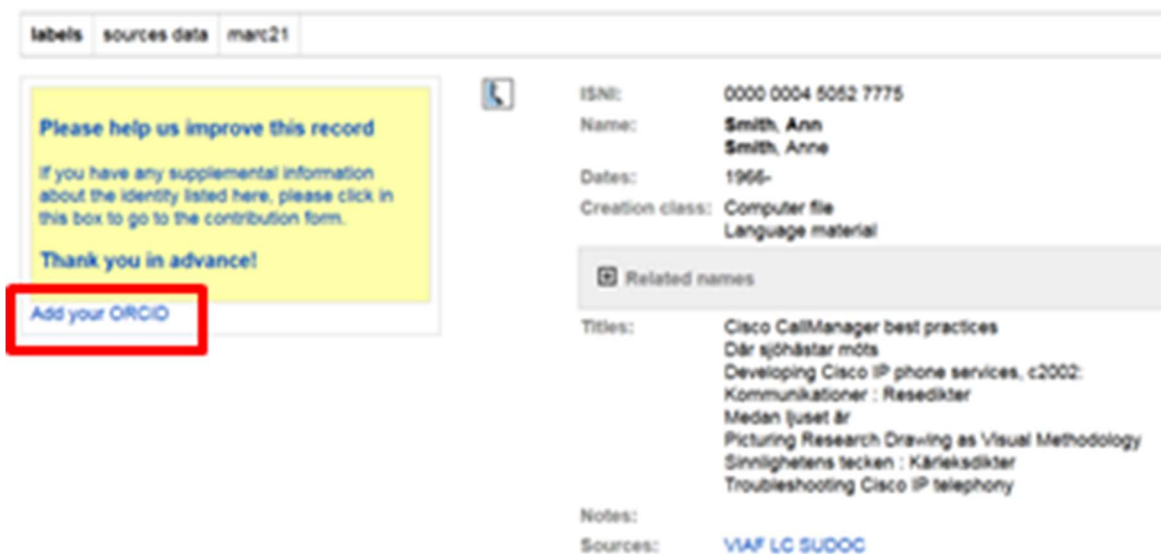 labels sources data marc21
Please help us improve this record
If you have any supplemental information
about the identity listed here, please click in
this box to go to the contribution form.
Thank you in advance!
Add your ORCID
ISNI: 0000 0004 5052 7775
Name: Smith, Ann
Smith, Anne
Dates: 1966-
Creation class: Computer file
Language material
Related names
Titles: Cisco CallManager best practices
Där sjöhästar möts
Developing Cisco IP phone services, c2002:
Kommunikationer : Resedikter
Medan ljuset är
Picturing Research Drawing as Visual Methodology
Sinnlighetens tecken : Kärleksdikter
Troubleshooting Cisco IP telephony
Notes:
Sources: VIAF LC SUDOC